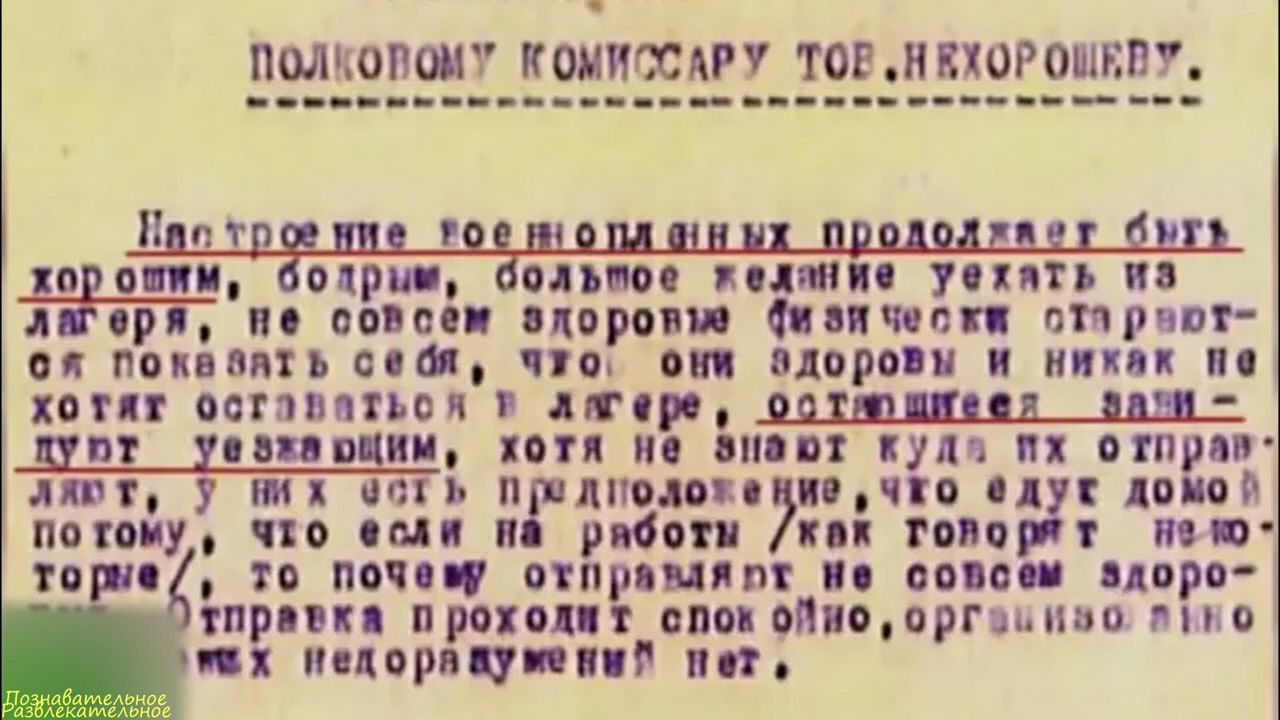 ПОЛКОВОМУ КОМИССАРУ ТОВ.НЕХОРОШЕВУ.
Настроение военнопленных продолжает быть
хорошим, бодрым, большое желание уехать из
лагеря, не совсем здоровые физически старают-
ся показать себя, что они здоровы и никак не
хотят оставаться в лагере, остающиеся зави-
дуют уезжающим, хотя не знают куда их отправ-
ляют, у них есть предположение,что едут домой
потому, что если на работы /как говорят неко-
торые/, то почему отправляют не совсем здоро-
Отправка проходит спокойно,организованно
недоразумений нет.
Познавательное
Развлекательное